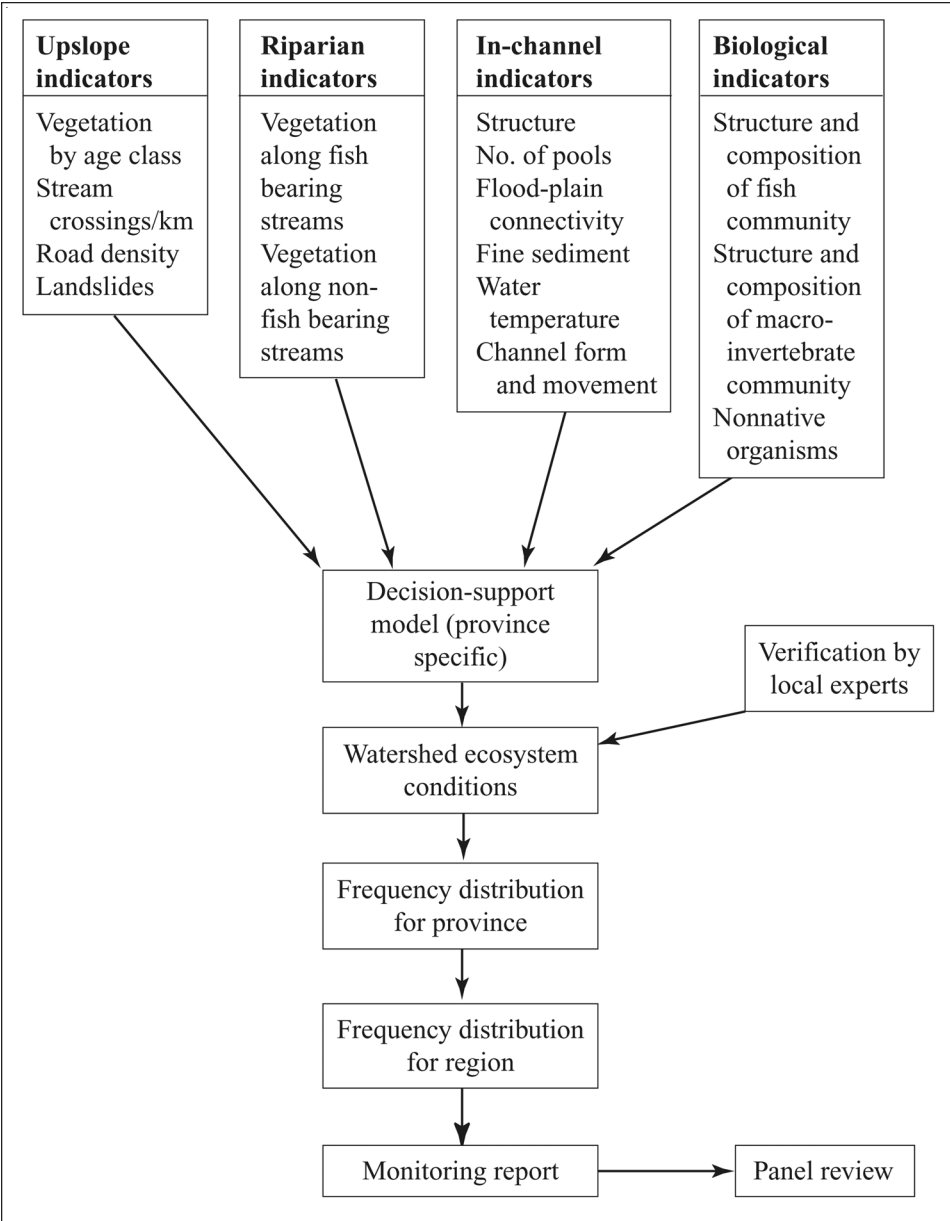 Upslope
indicators
Vegetation
by age class
Stream
crossings/km
Road density
Landslides
Riparian
indicators
Vegetation
along fish
bearing
streams
Vegetation
along non-
fish bearing
streams
In-channel
indicators
Structure
No. of pools
Flood-plain
connectivity
Fine sediment
Water
temperature
Channel form
and movement
Biological
indicators
Structure and
composition
of fish
community
Structure and
composition
of macro-
invertebrate
community
Nonnative
organisms
Decision-support
model (province
specific)
Verification by
local experts
Watershed ecosystem
conditions
Frequency distribution
for province
Frequency distribution
for region
Monitoring report
Panel review